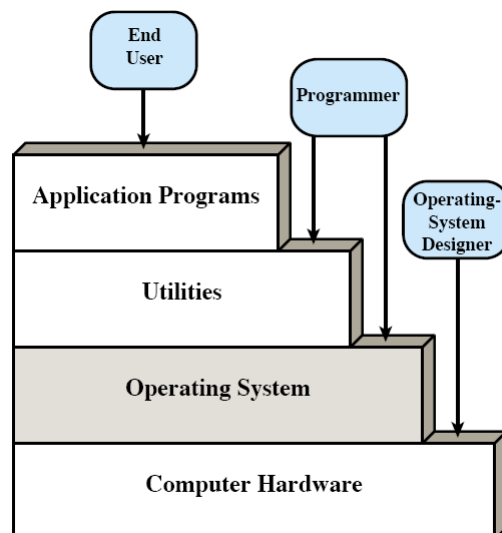 End
User
Programmer
Application Programs
Operating-
System
Designer
Utilities
Operating System
Computer Hardware